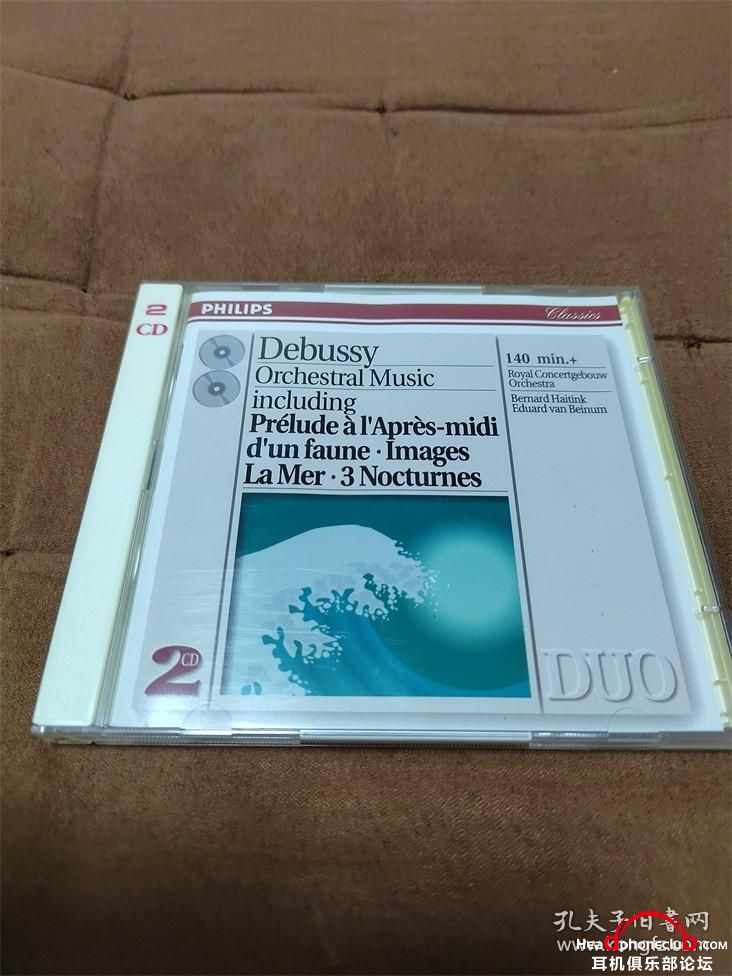 2
CD
PHILIPS
Classics
Debussy
Orchestral Music
including
Prélude à l'Après-midi
d'un faune · Images
La Mer · 3 Nocturnes
140 min.+
Royal Concertgebouw
Orchestra
Bernard Haitink
Eduard van Beinum
2CD
DUO
孔夫子旧书网
耳机俱乐部论坛